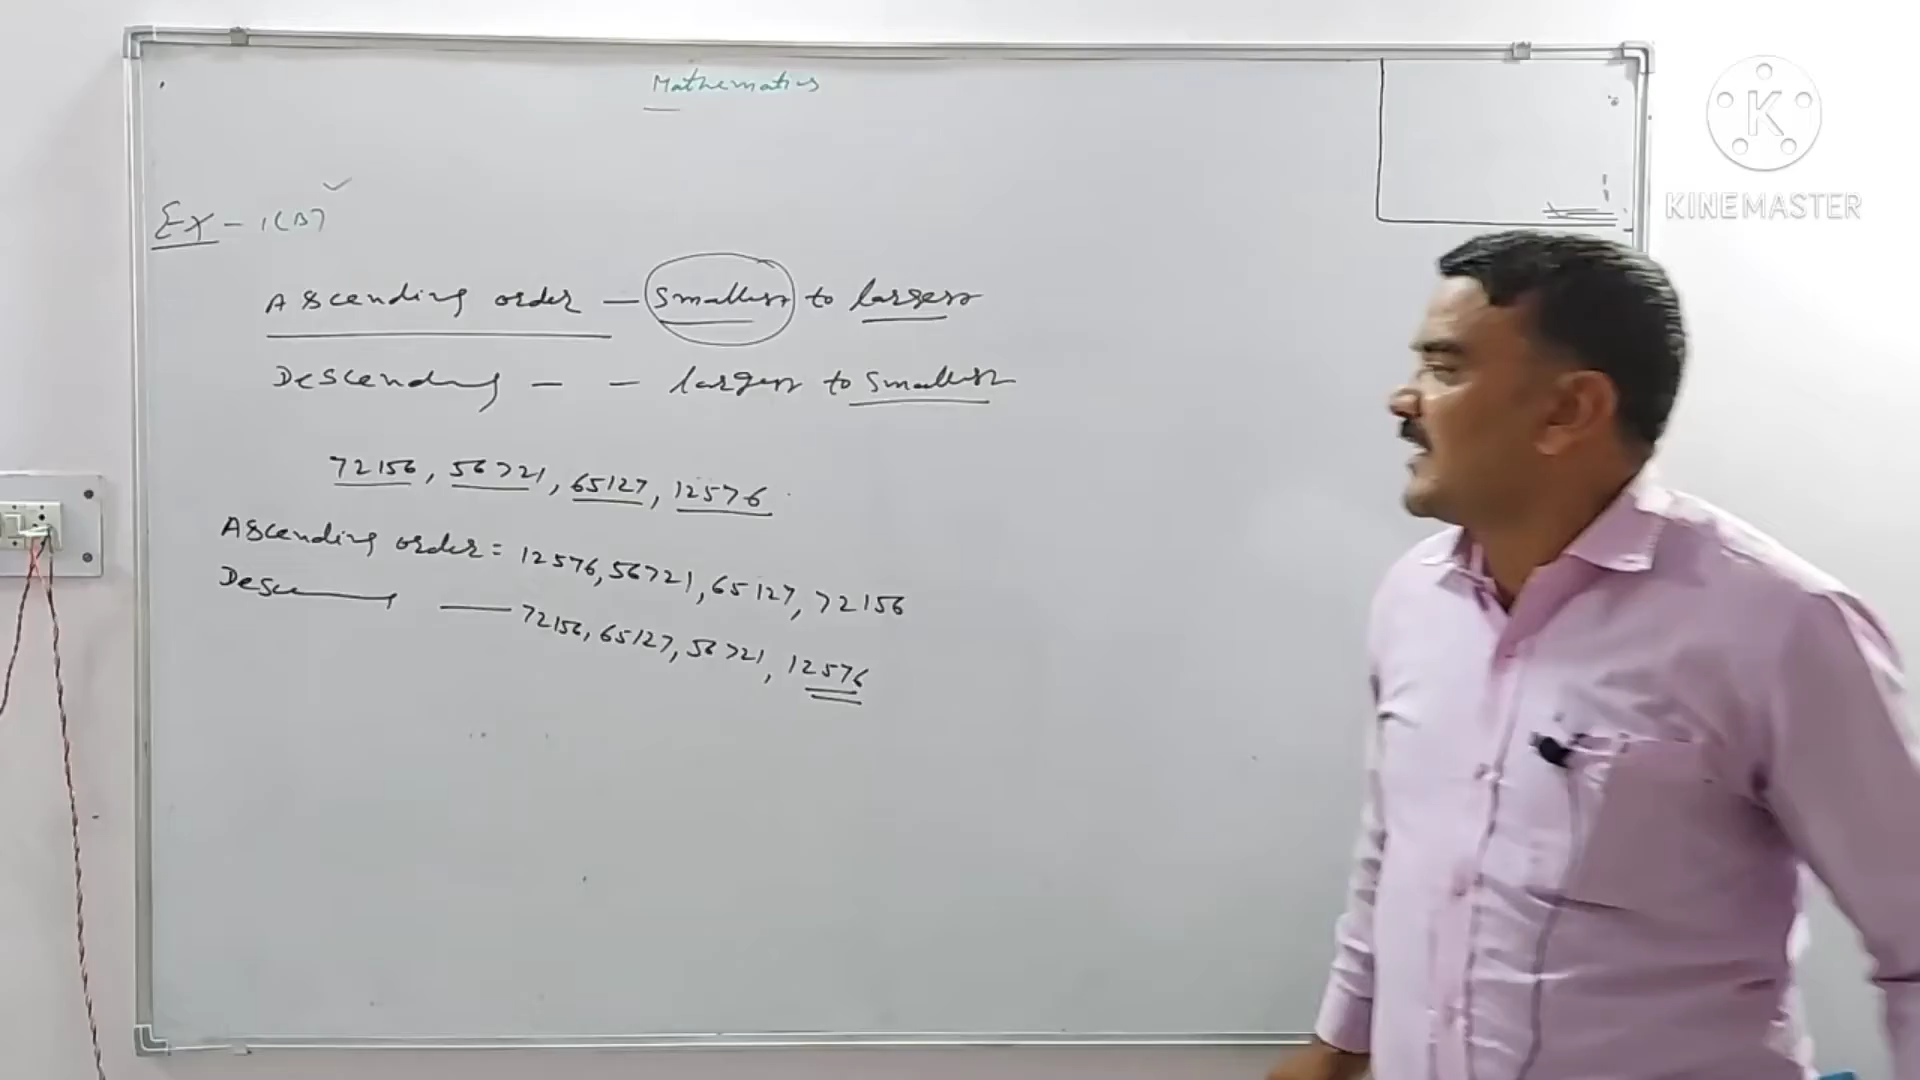 Mathematics
Ex - 1(B)
Ascending order - Smallest to largest
Descending - - largest to smallest
72156, 56721, 65127, 12576
Ascending order = 12576, 56721, 65127, 72156
Desc 72156, 65127, 56721, 12576
K
KINEMASTER